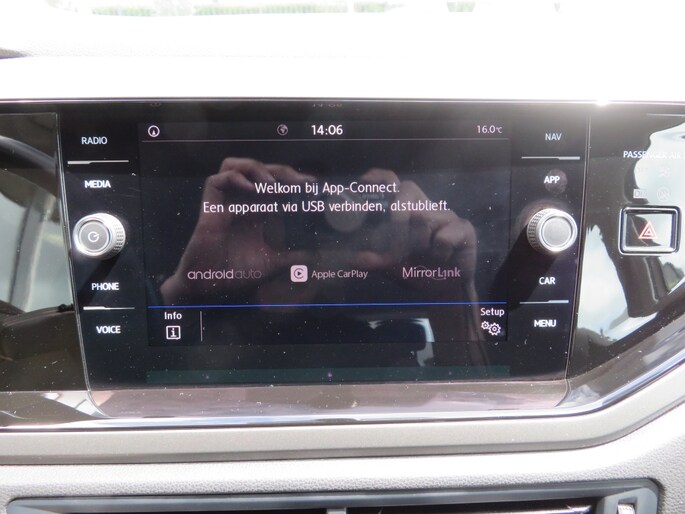 RADIO
MEDIA
PHONE
VOICE
14:06
16.0°C
Welkom bij App-Connect.
Een apparaat via USB verbinden, alstublieft.
androidauto
Apple CarPlay
MirrorLink
Info
Setup
NAV
APP
CAR
MENU